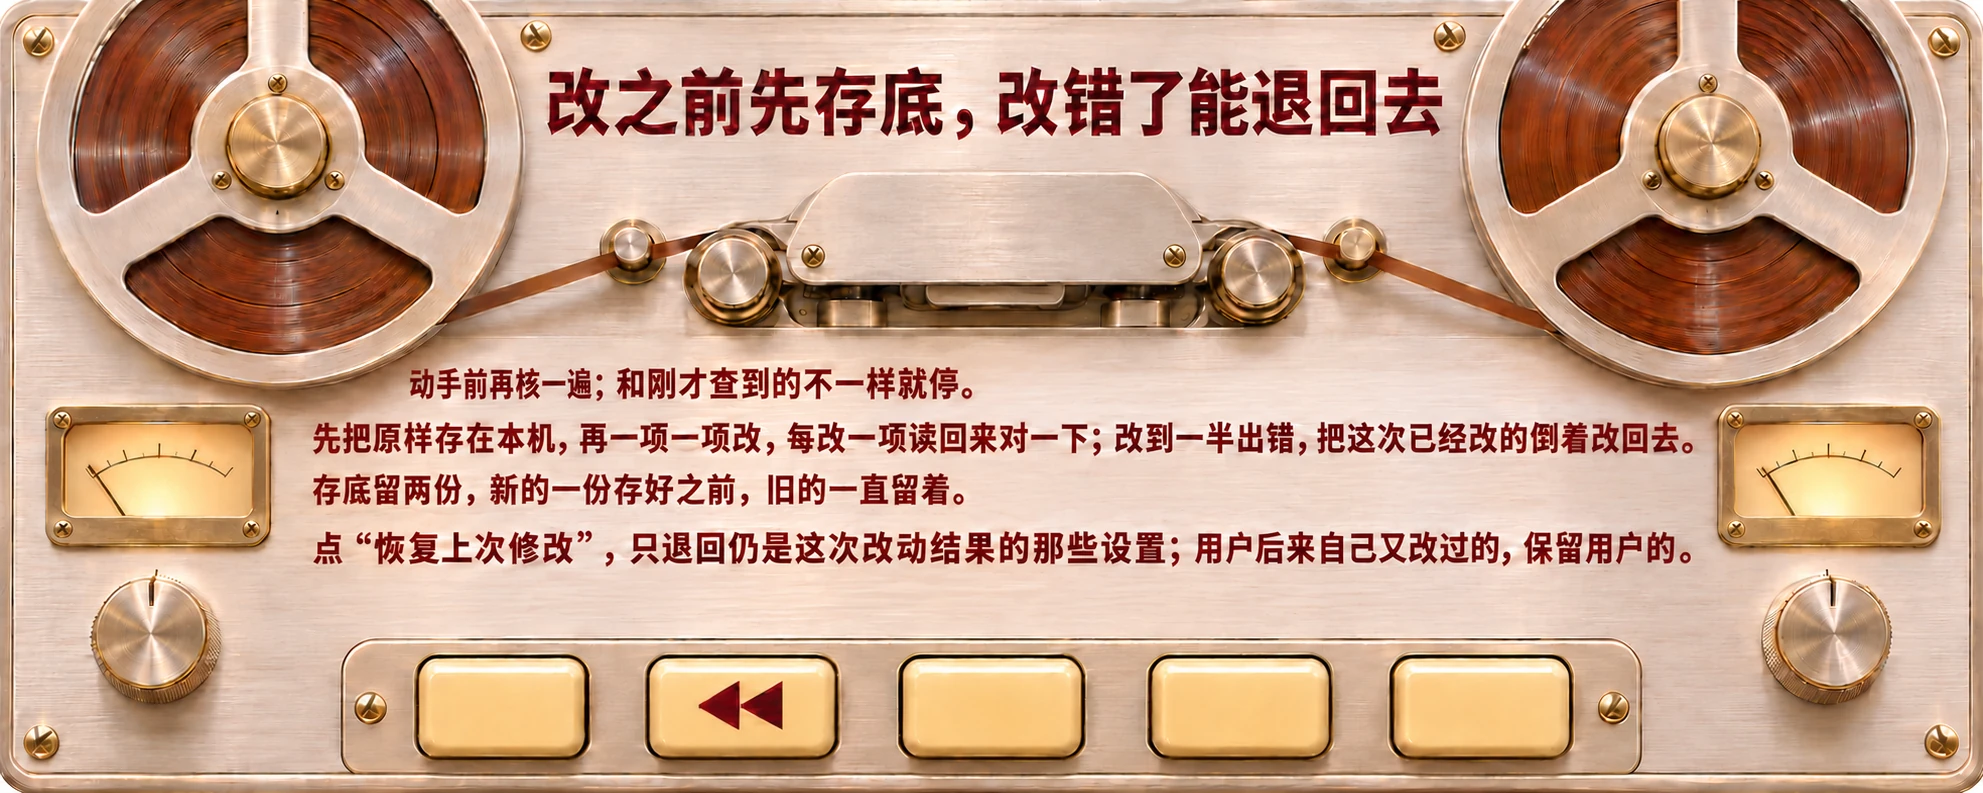 改之前先存底，改错了能退回去
动手前再核一遍；和刚才查到的不一样就停。
先把原样存在本机，再一项一项改，每改一项读回来对一下；改到一半出错，把这次已经改的倒着改回去。
存底留两份，新的一份存好之前，旧的一直留着。
点“恢复上次修改”，只退回仍是这次改动结果的那些设置；用户后来自己又改过的，保留用户的。